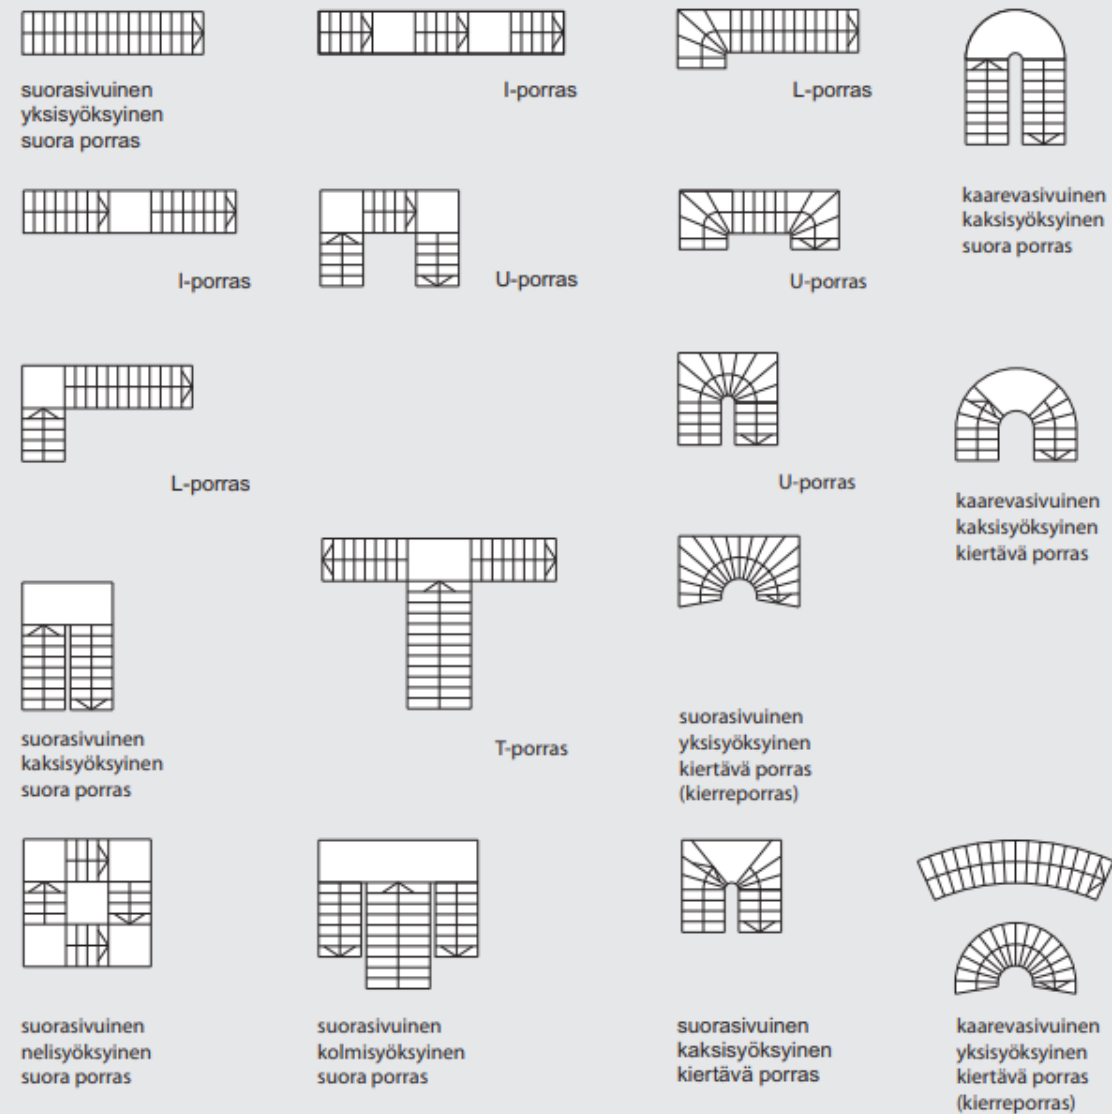 suorasivuinen
yksisyöksyinen
suora porras
I-porras
L-porras
kaarevasivuinen
kaksisyöksyinen
suora porras
I-porras
U-porras
U-porras
L-porras
U-porras
kaarevasivuinen
kaksisyöksyinen
kiertävä porras
suorasivuinen
kaksisyöksyinen
suora porras
T-porras
suorasivuinen
yksisyöksyinen
kiertävä porras
(kierreporras)
suorasivuinen
nelisyöksyinen
suora porras
suorasivuinen
kolmisyöksyinen
suora porras
suorasivuinen
kaksisyöksyinen
kiertävä porras
kaarevasivuinen
yksisyöksyinen
kiertävä porras
(kierreporras)